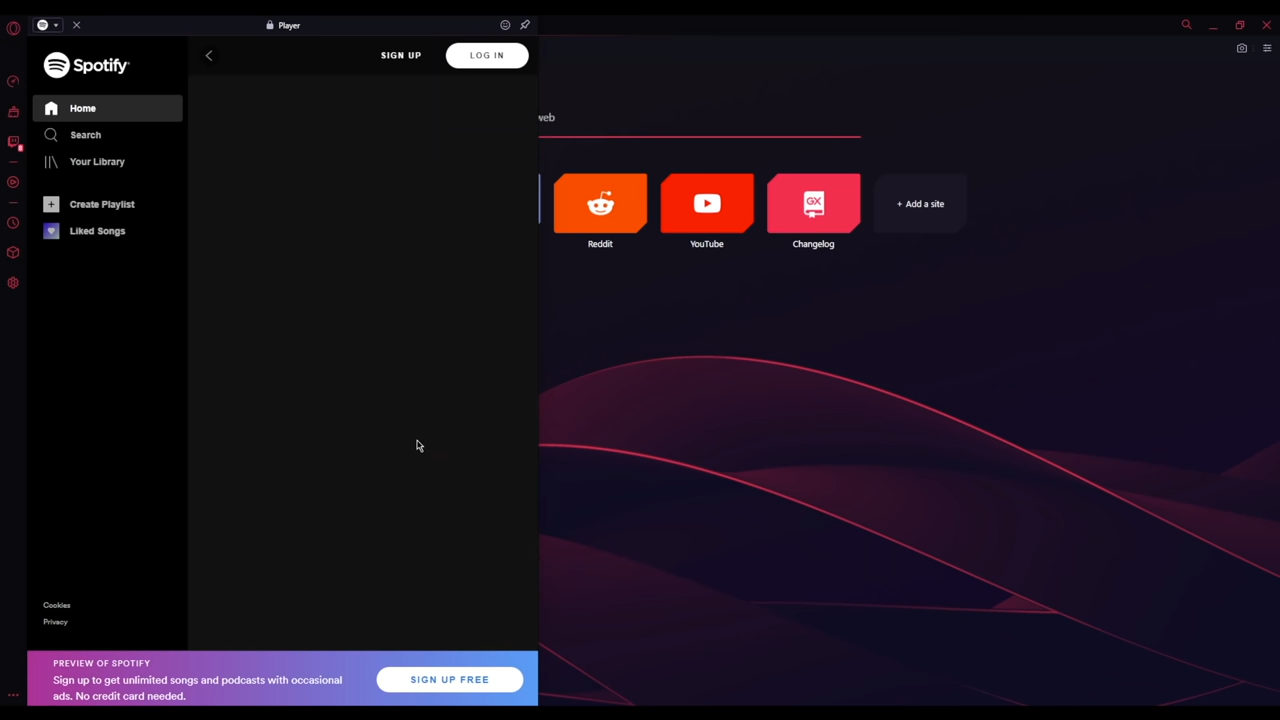 Player
Spotify
SIGN UP
LOG IN
Home
Search
Your Library
Create Playlist
Liked Songs
Cookies
Privacy
PREVIEW OF SPOTIFY
Sign up to get unlimited songs and podcasts with occasional
ads. No credit card needed.
SIGN UP FREE
web
GX
+ Add a site
Reddit
YouTube
Changelog